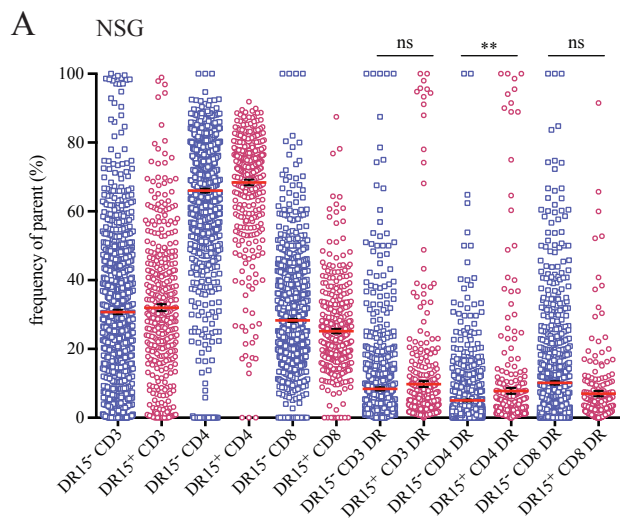 A NSG
ns ** ns
frequency of parent (%)
100
80
60
40
20
0
DR15⁻ CD3
DR15⁺ CD3
DR15⁻ CD4
DR15⁺ CD4
DR15⁻ CD8
DR15⁺ CD8
DR15⁻ CD3 DR
DR15⁺ CD3 DR
DR15⁻ CD4 DR
DR15⁺ CD4 DR
DR15⁻ CD8 DR
DR15⁺ CD8 DR